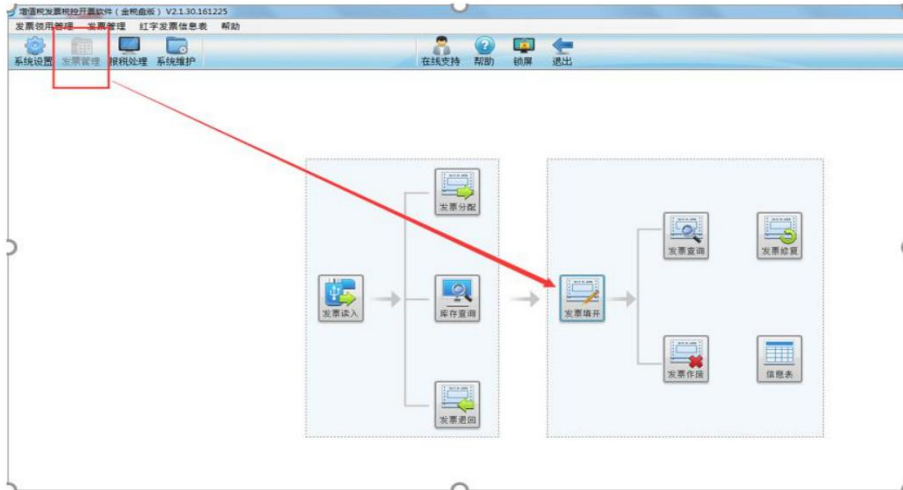 增值税发票税控开票软件（金税盘版） V2.1.30.161225
发票领用管理 发票管理 红字发票信息表 帮助
系统设置 发票管理 报税处理 系统维护 在线支持 帮助 锁屏 退出
发票分配
发票查询 发票修复
发票读入 库存查询 发票填开
发票作废 信息表
发票退回